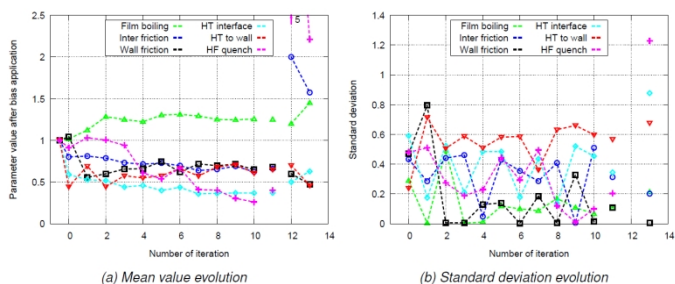 Film boiling HT interface
Inter friction HT to wall
Wall friction HF quench
5
2.5
2
1.5
1
0.5
0
0 2 4 6 8 10 12 14
Parameter value after bias application
Number of iteration
(a) Mean value evolution
Film boiling HT interface
Inter friction HT to wall
Wall friction HF quench
1.4
1.2
1
0.8
0.6
0.4
0.2
0
0 2 4 6 8 10 11 13 14
Standard deviation
Number of iteration
(b) Standard deviation evolution